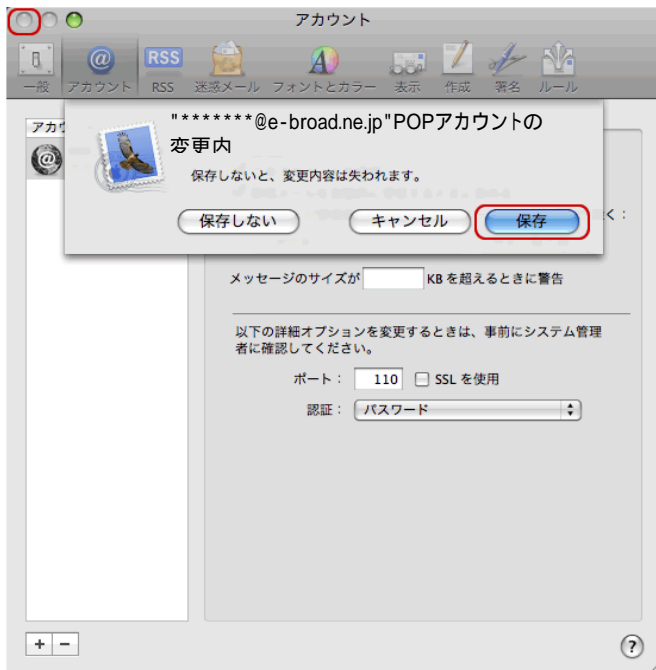 アカウント
RSS
一般 アカウント RSS 迷惑メール フォントとカラー 表示 作成 署名 ルール
アカウ
"*******@e-broad.ne.jp"POPアカウントの
変更内
保存しないと、変更内容は失われます。
保存しない キャンセル 保存
く：
メッセージのサイズが KB を超えるときに警告
以下の詳細オプションを変更するときは、事前にシステム管理
者に確認してください。
ポート： 110 SSL を使用
認証： パスワード